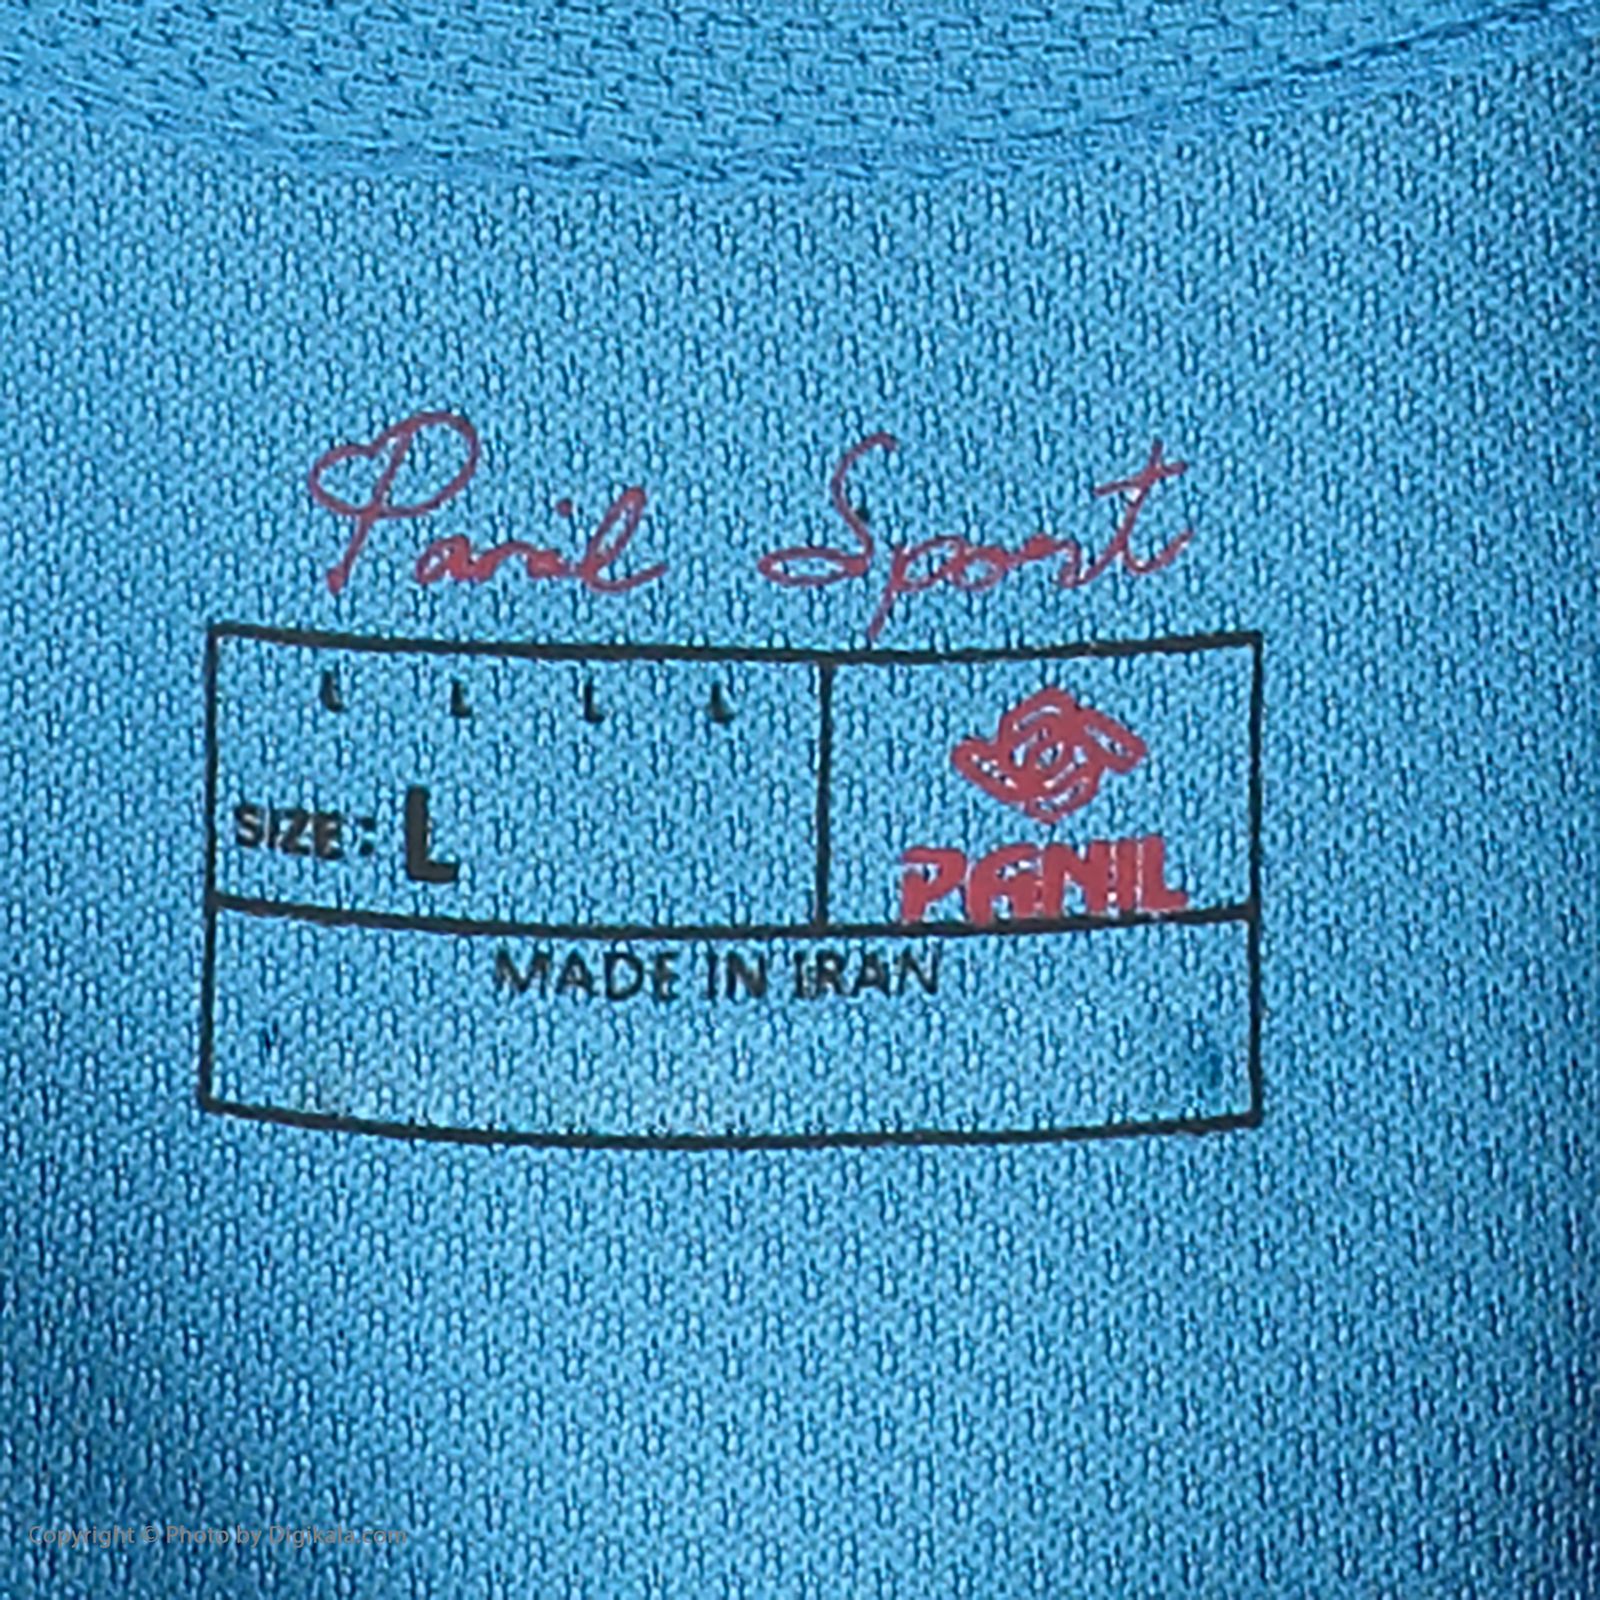 Panil Sport
L L L L
SIZE: L
PANIL
MADE IN IRAN
Copyright © Photo by Digikala.com